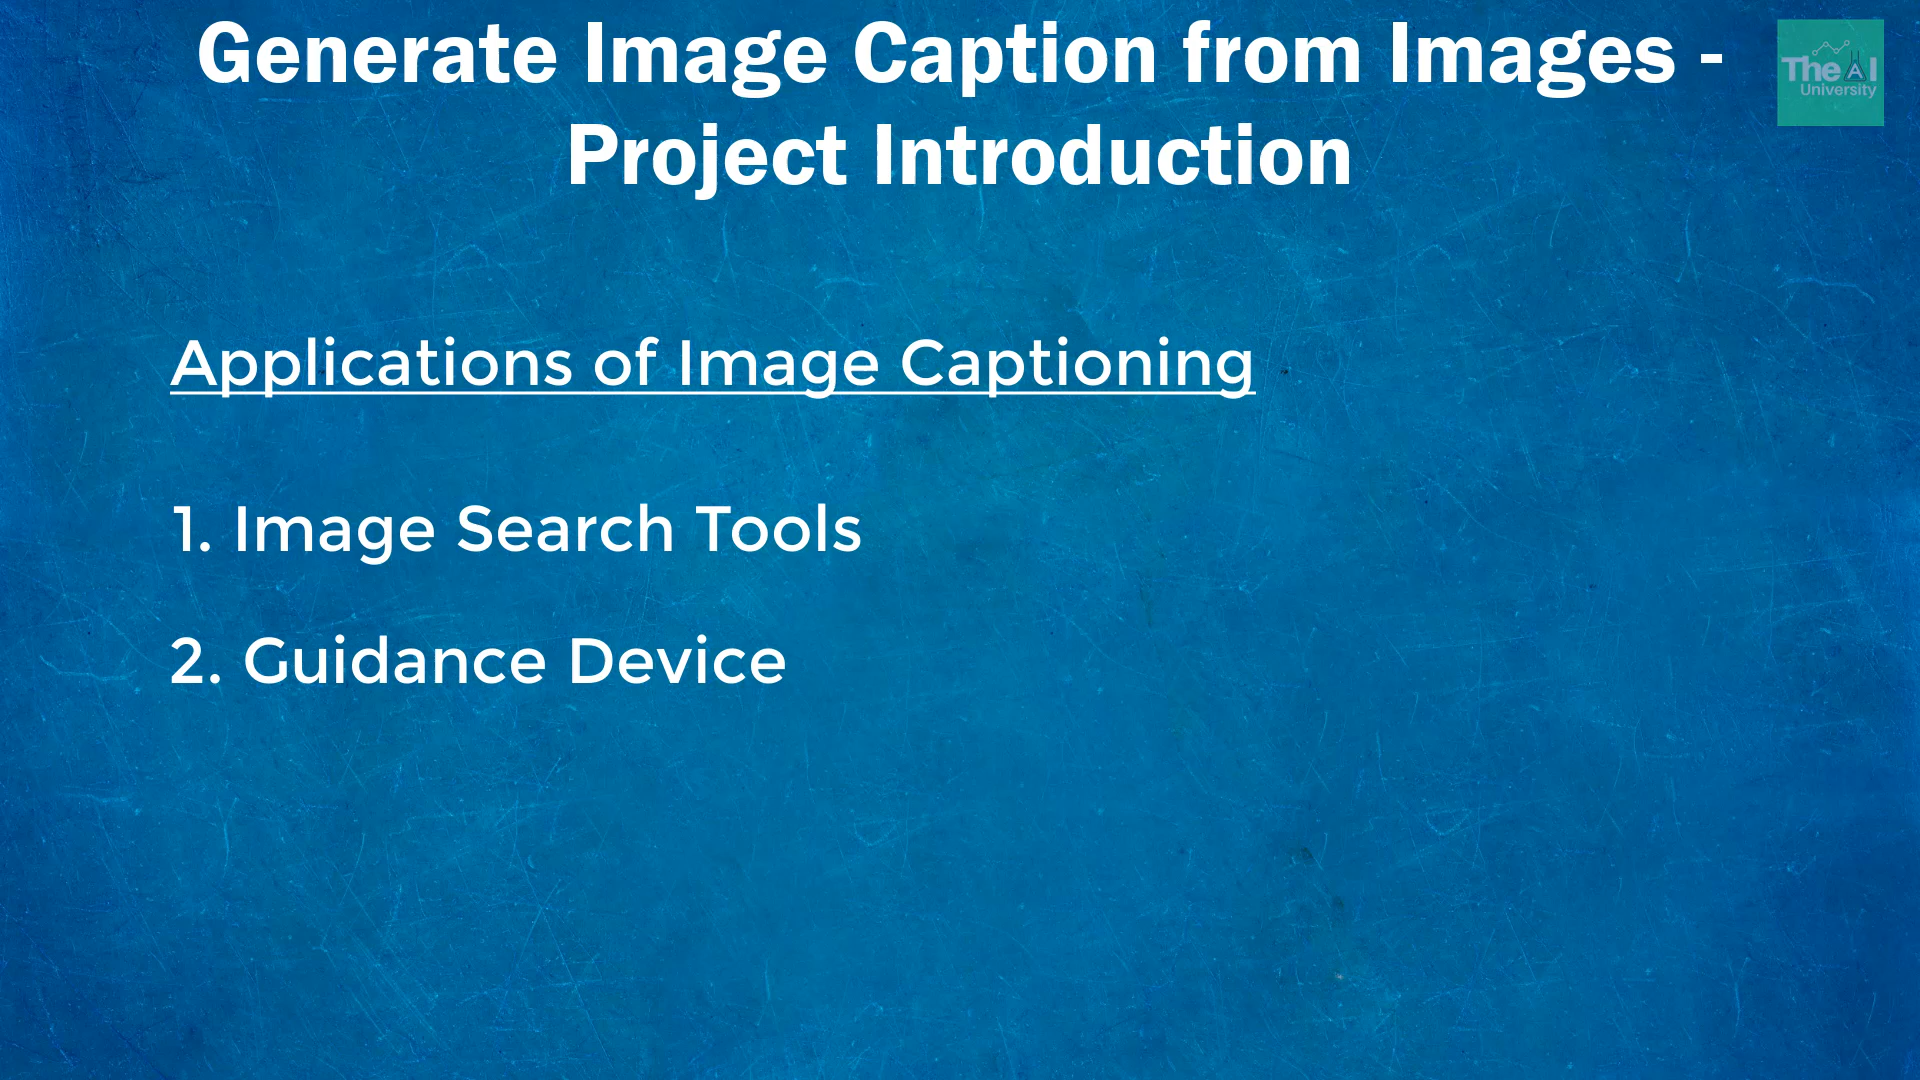 Generate Image Caption from Images -
Project Introduction
The AI
University
Applications of Image Captioning
1. Image Search Tools
2. Guidance Device